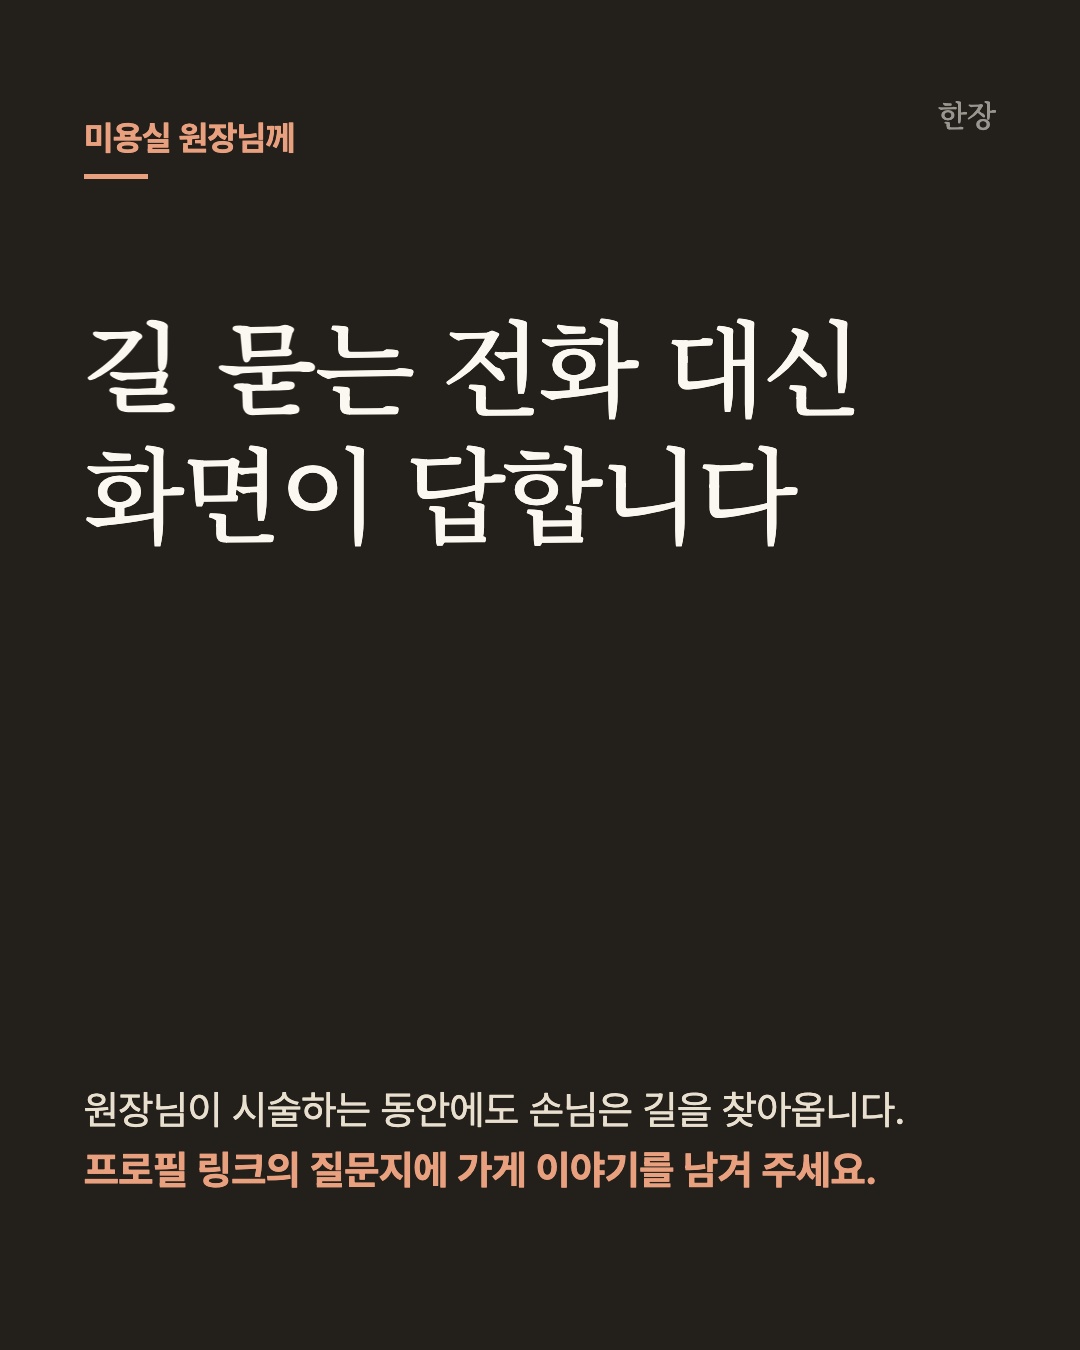 미용실 원장님께
한장
길 묻는 전화 대신
화면이 답합니다
원장님이 시술하는 동안에도 손님은 길을 찾아옵니다.
프로필 링크의 질문지에 가게 이야기를 남겨 주세요.